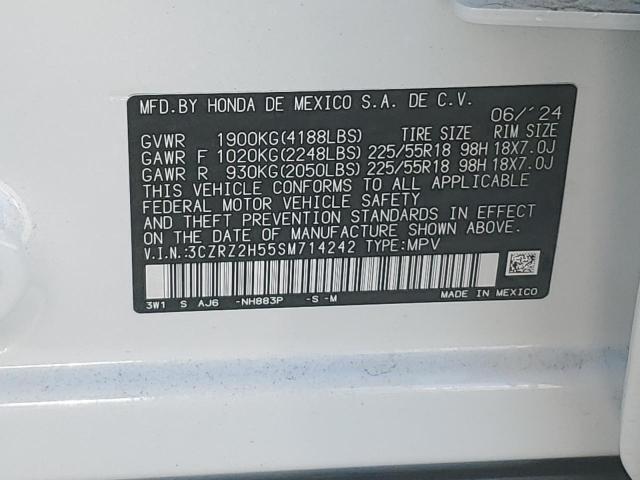 MFD.BY HONDA DE MEXICO S.A. DE C.V. 06/'24
GVWR 1900KG(4188LBS) TIRE SIZE RIM SIZE
GAWR F 1020KG(2248LBS) 225/55R18 98H 18X7.0J
GAWR R 930KG(2050LBS) 225/55R18 98H 18X7.0J
THIS VEHICLE CONFORMS TO ALL APPLICABLE
FEDERAL MOTOR VEHICLE SAFETY
AND THEFT PREVENTION STANDARDS IN EFFECT
ON THE DATE OF MANUFACTURE SHOWN ABOVE.
V.I.N.:3CZRZ2H55SM714242 TYPE:MPV
3W1 S AJ6 -NH883P -S -M MADE IN MEXICO